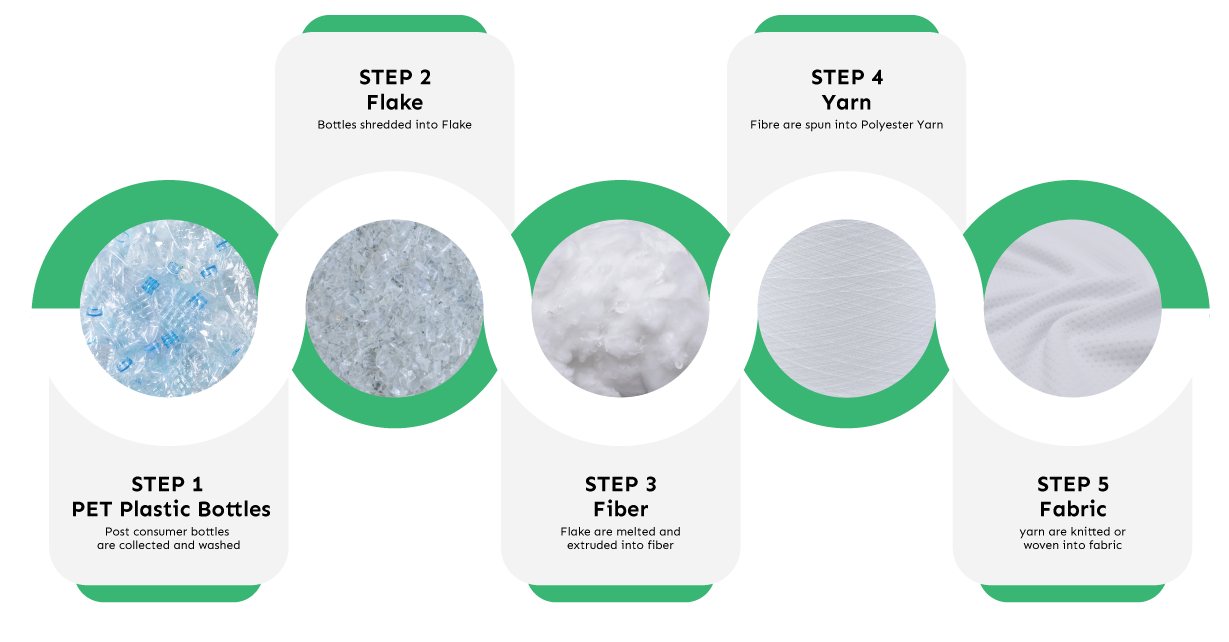 STEP 1
PET Plastic Bottles
Post consumer bottles
are collected and washed
STEP 2
Flake
Bottles shredded into Flake
STEP 3
Fiber
Flake are melted and
extruded into fiber
STEP 4
Yarn
Fibre are spun into Polyester Yarn
STEP 5
Fabric
yarn are knitted or
woven into fabric